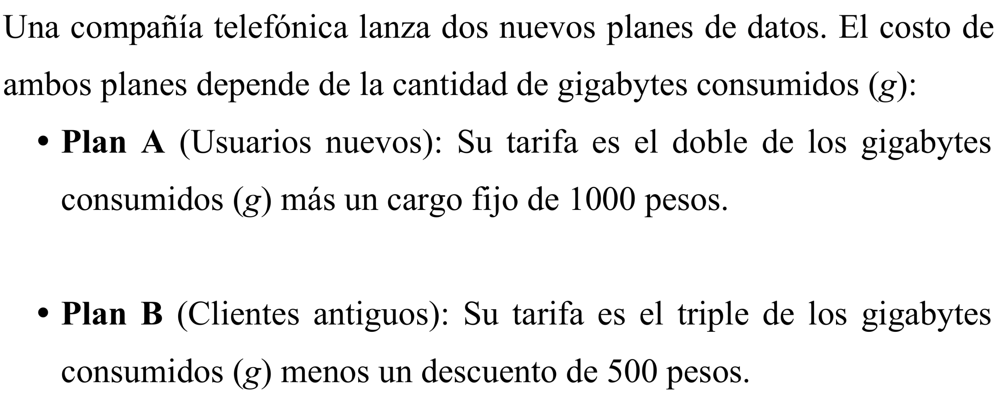 Una compañía telefónica lanza dos nuevos planes de datos. El costo de
ambos planes depende de la cantidad de gigabytes consumidos (g):
• Plan A (Usuarios nuevos): Su tarifa es el doble de los gigabytes
consumidos (g) más un cargo fijo de 1000 pesos.
• Plan B (Clientes antiguos): Su tarifa es el triple de los gigabytes
consumidos (g) menos un descuento de 500 pesos.